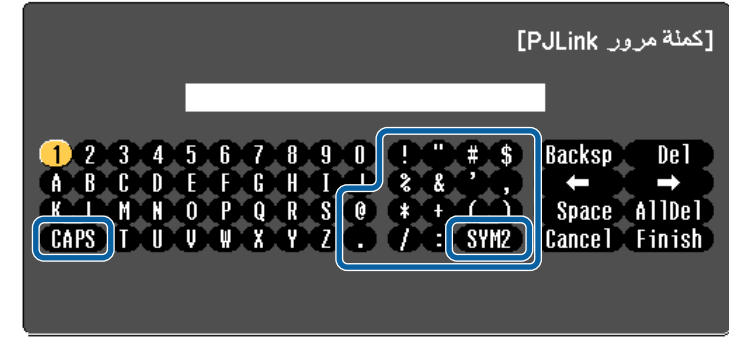 [كلمة مرور PJLink]
1 2 3 4 5 6 7 8 9 0 ! " # $ Backsp Del
A B C D E F G H I J % & ' , ← →
K L M N O P Q R S @ * + ( ) Space AllDel
CAPS T U V W X Y Z . / : SYM2 Cancel Finish